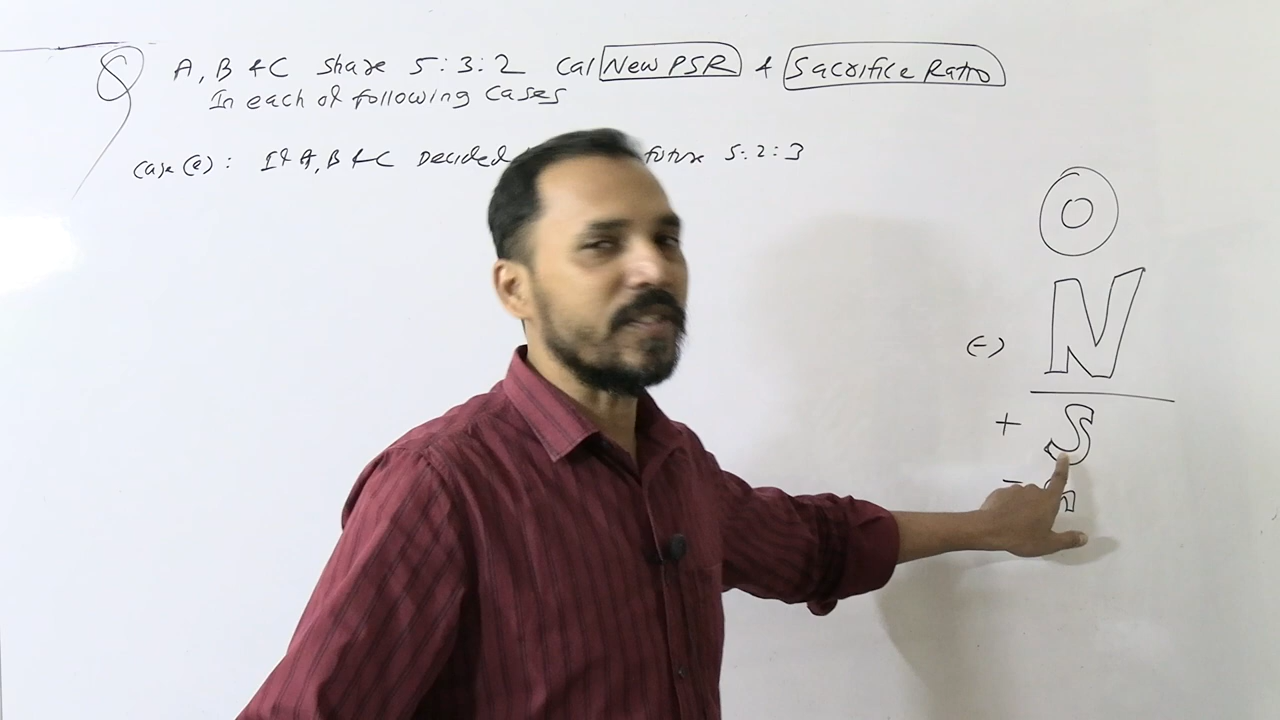 Q A, B & C Share 5:3:2 Cal New PSR & Sacrifice Ratio
In each of following Cases
Case (a): If A, B & C Decided future 5:2:3
O
(-) N
+ S
-